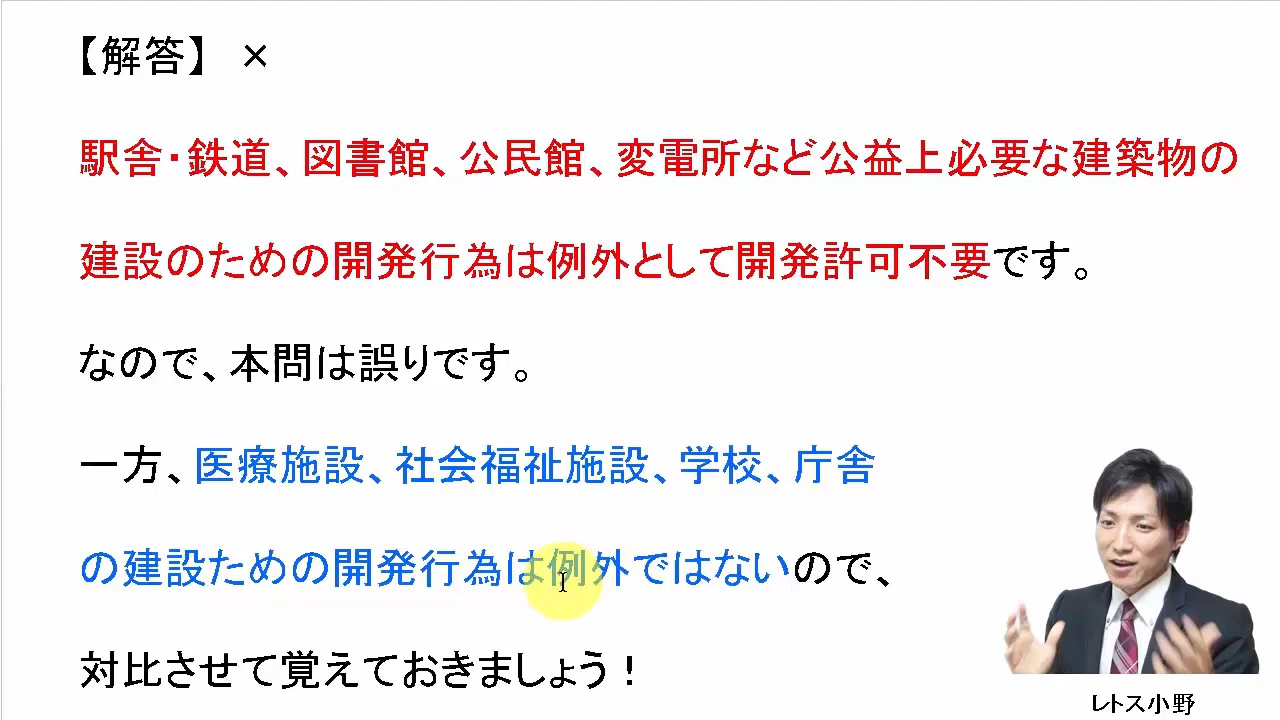 【解答】 ×
駅舎・鉄道、図書館、公民館、変電所など公益上必要な建築物の
建設のための開発行為は例外として開発許可不要です。
なので、本問は誤りです。
一方、医療施設、社会福祉施設、学校、庁舎
の建設ための開発行為は例外ではないので、
対比させて覚えておきましょう！
レトス小野